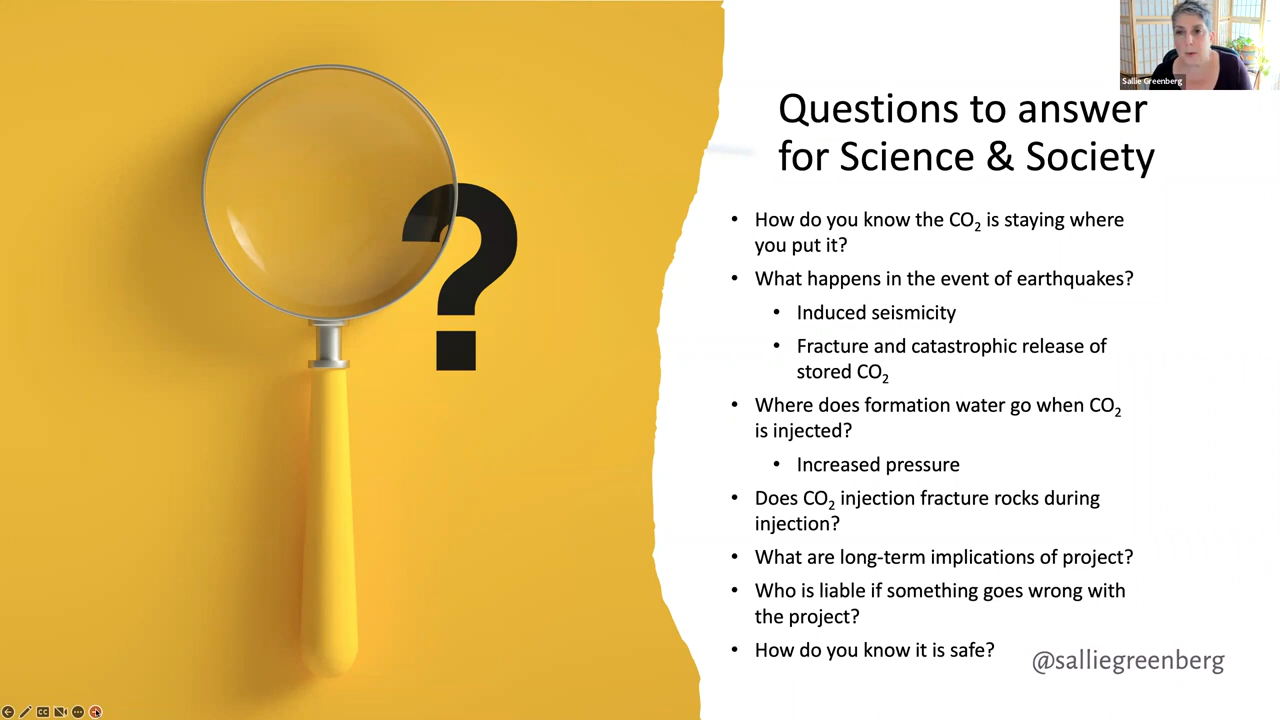 Sallie Greenberg
Questions to answer
for Science & Society
?
• How do you know the CO₂ is staying where
you put it?
• What happens in the event of earthquakes?
• Induced seismicity
• Fracture and catastrophic release of
stored CO₂
• Where does formation water go when CO₂
is injected?
• Increased pressure
• Does CO₂ injection fracture rocks during
injection?
• What are long-term implications of project?
• Who is liable if something goes wrong with
the project?
• How do you know it is safe?
@salliegreenberg
CC